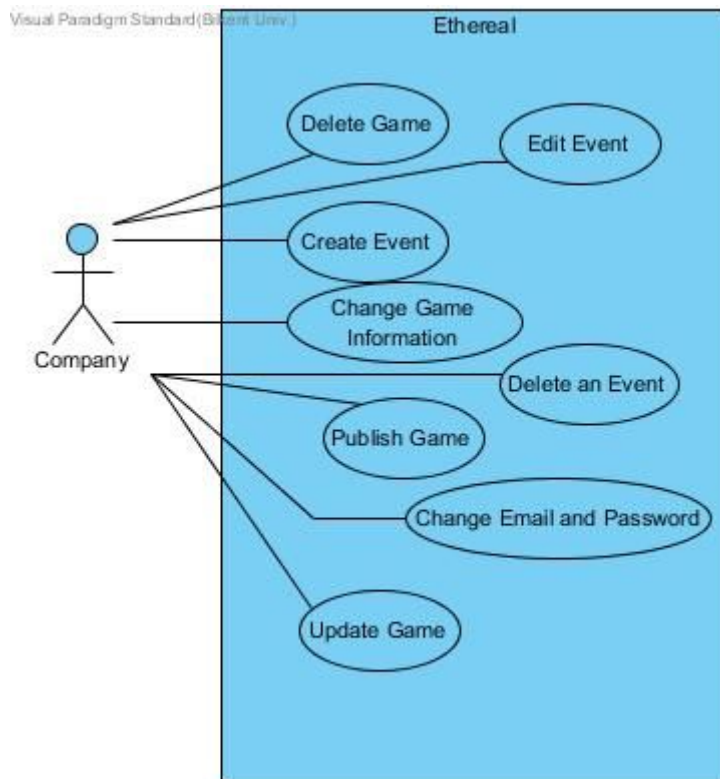 Visual Paradigm Standard(Bilkent Univ.)
Ethereal
Delete Game
Edit Event
Create Event
Change Game
Information
Company
Delete an Event
Publish Game
Change Email and Password
Update Game